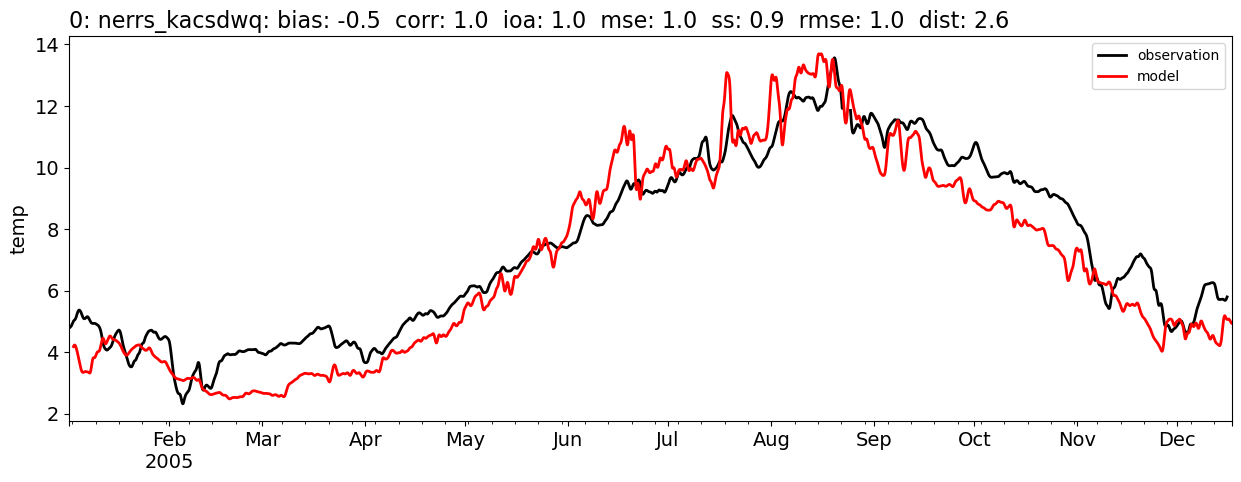 0: nerrs_kacsdwq: bias: -0.5  corr: 1.0  ioa: 1.0  mse: 1.0  ss: 0.9  rmse: 1.0  dist: 2.6
observation
model
temp
14
12
10
8
6
4
2
Feb Mar Apr May Jun Jul Aug Sep Oct Nov Dec
2005